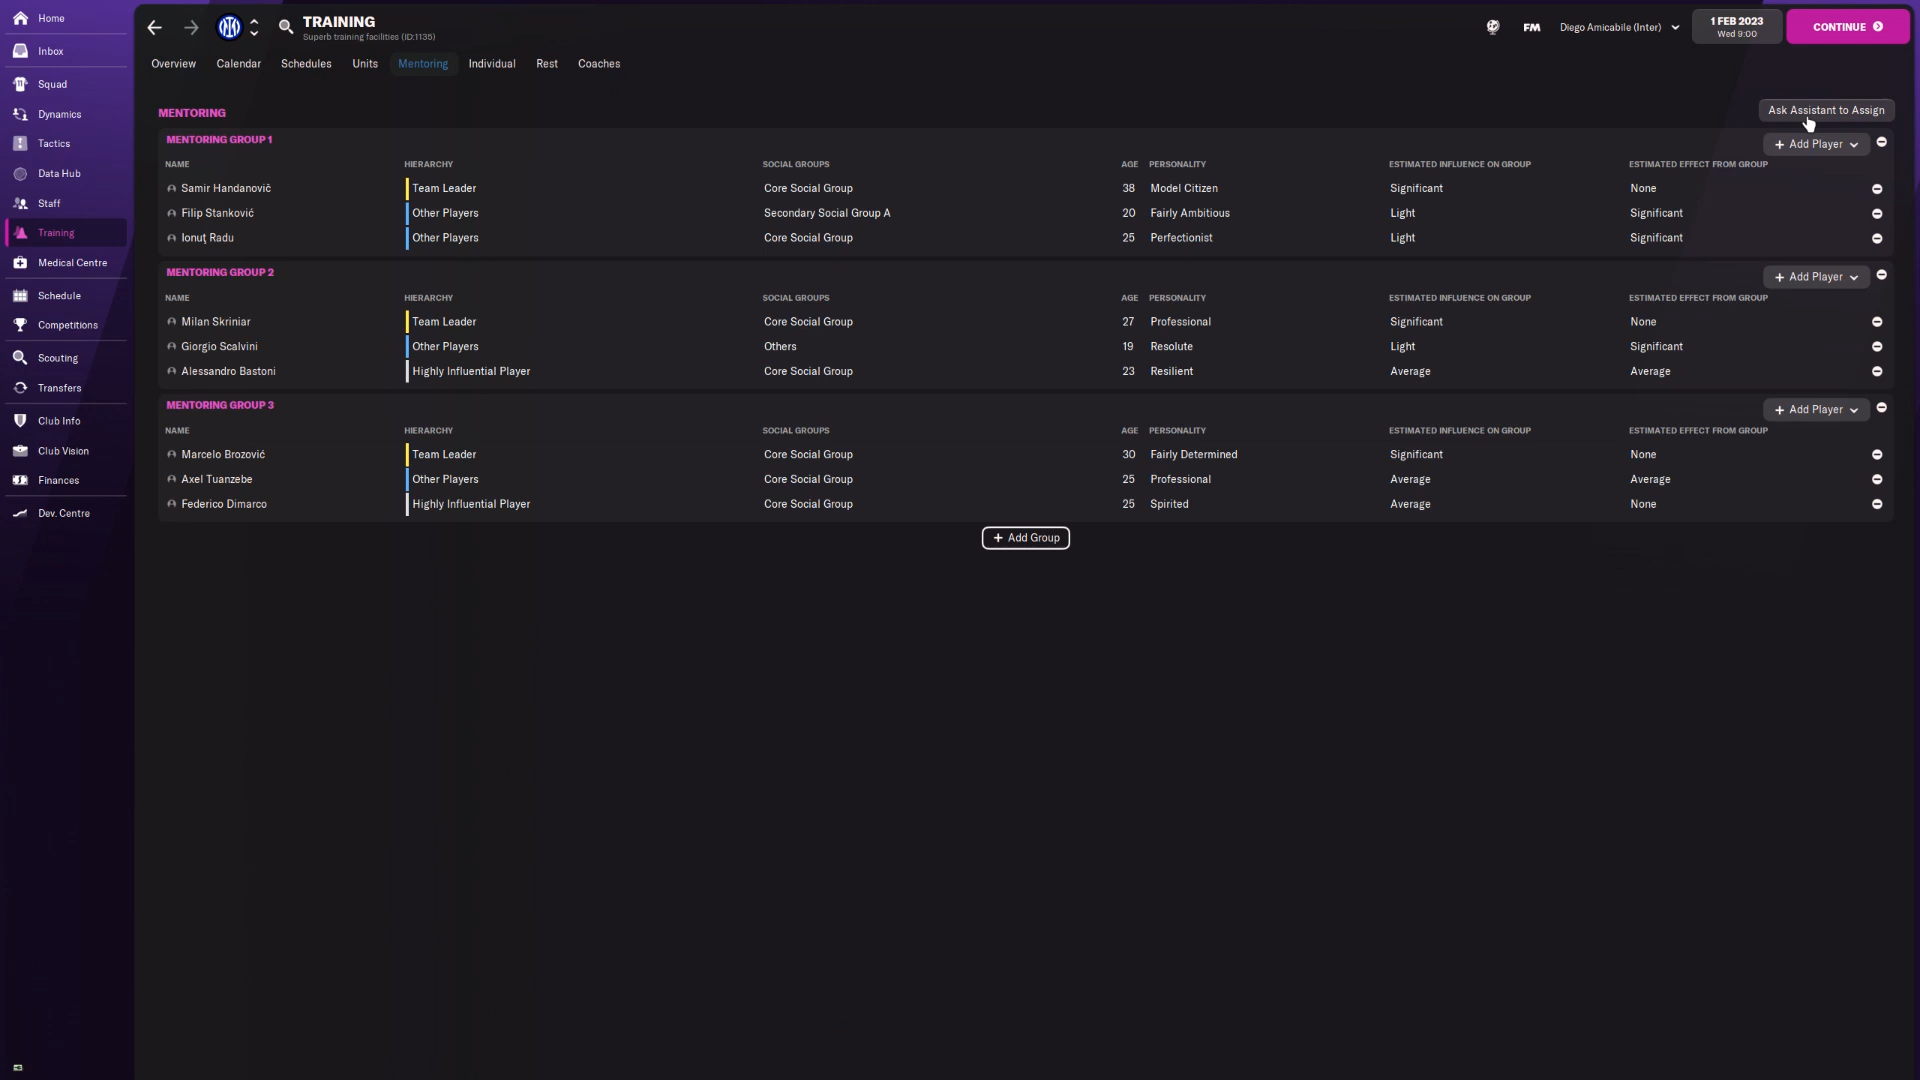 Home
Inbox
Squad
Dynamics
Tactics
Data Hub
Staff
Training
Medical Centre
Schedule
Competitions
Scouting
Transfers
Club Info
Club Vision
Finances
Dev. Centre
TRAINING
Superb training facilities (ID:1135)
FM Diego Amicabile (Inter) 1 FEB 2023 CONTINUE
Wed 9:00
Overview Calendar Schedules Units Mentoring Individual Rest Coaches
MENTORING Ask Assistant to Assign
MENTORING GROUP 1 + Add Player
NAME HIERARCHY SOCIAL GROUPS AGE PERSONALITY ESTIMATED INFLUENCE ON GROUP ESTIMATED EFFECT FROM GROUP
Samir Handanovič Team Leader Core Social Group 38 Model Citizen Significant None
Filip Stanković Other Players Secondary Social Group A 20 Fairly Ambitious Light Significant
Ionuț Radu Other Players Core Social Group 25 Perfectionist Light Significant
MENTORING GROUP 2 + Add Player
NAME HIERARCHY SOCIAL GROUPS AGE PERSONALITY ESTIMATED INFLUENCE ON GROUP ESTIMATED EFFECT FROM GROUP
Milan Skriniar Team Leader Core Social Group 27 Professional Significant None
Giorgio Scalvini Other Players Others 19 Resolute Light Significant
Alessandro Bastoni Highly Influential Player Core Social Group 23 Resilient Average Average
MENTORING GROUP 3 + Add Player
NAME HIERARCHY SOCIAL GROUPS AGE PERSONALITY ESTIMATED INFLUENCE ON GROUP ESTIMATED EFFECT FROM GROUP
Marcelo Brozović Team Leader Core Social Group 30 Fairly Determined Significant None
Axel Tuanzebe Other Players Core Social Group 25 Professional Average Average
Federico Dimarco Highly Influential Player Core Social Group 25 Spirited Average None
+ Add Group